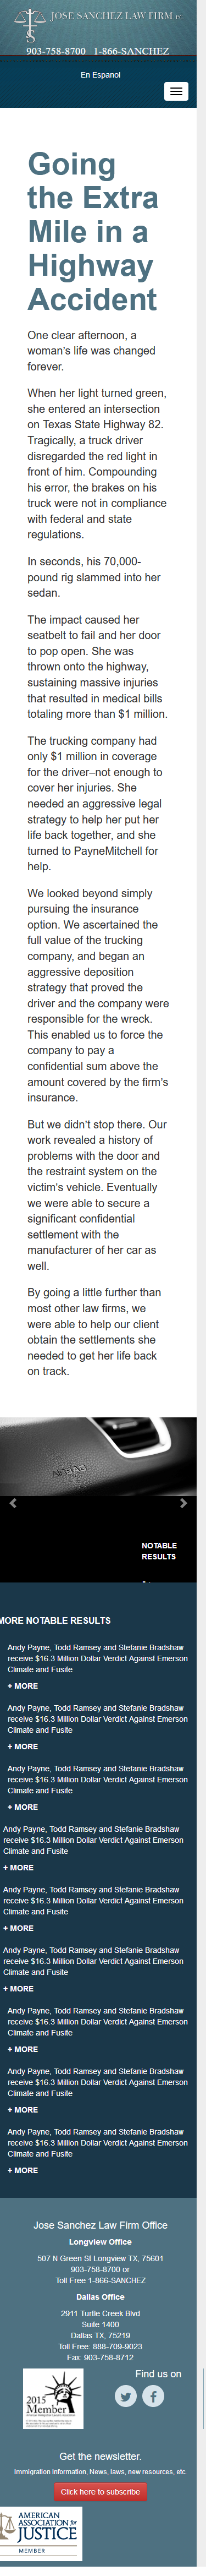 JOSE SANCHEZ LAW FIRM P.C.
903-758-8700 1-866-SANCHEZ
En Espanol
Going
the Extra
Mile in a
Highway
Accident
One clear afternoon, a
woman's life was changed
forever.
When her light turned green,
she entered an intersection
on Texas State Highway 82.
Tragically, a truck driver
disregarded the red light in
front of him. Compounding
his error, the brakes on his
truck were not in compliance
with federal and state
regulations.
In seconds, his 70,000-
pound rig slammed into her
sedan.
The impact caused her
seatbelt to fail and her door
to pop open. She was
thrown onto the highway,
sustaining massive injuries
that resulted in medical bills
totaling more than $1 million.
The trucking company had
only $1 million in coverage
for the driver–not enough to
cover her injuries. She
needed an aggressive legal
strategy to help her put her
life back together, and she
turned to PayneMitchell for
help.
We looked beyond simply
pursuing the insurance
option. We ascertained the
full value of the trucking
company, and began an
aggressive deposition
strategy that proved the
driver and the company were
responsible for the wreck.
This enabled us to force the
company to pay a
confidential sum above the
amount covered by the firm's
insurance.
But we didn't stop there. Our
work revealed a history of
problems with the door and
the restraint system on the
victim's vehicle. Eventually
we were able to secure a
significant confidential
settlement with the
manufacturer of her car as
well.
By going a little further than
most other law firms, we
were able to help our client
obtain the settlements she
needed to get her life back
on track.
AIRBAG
NOTABLE
RESULTS
MORE NOTABLE RESULTS
Andy Payne, Todd Ramsey and Stefanie Bradshaw
receive $16.3 Million Dollar Verdict Against Emerson
Climate and Fusite
+ MORE
Andy Payne, Todd Ramsey and Stefanie Bradshaw
receive $16.3 Million Dollar Verdict Against Emerson
Climate and Fusite
+ MORE
Andy Payne, Todd Ramsey and Stefanie Bradshaw
receive $16.3 Million Dollar Verdict Against Emerson
Climate and Fusite
+ MORE
Andy Payne, Todd Ramsey and Stefanie Bradshaw
receive $16.3 Million Dollar Verdict Against Emerson
Climate and Fusite
+ MORE
Andy Payne, Todd Ramsey and Stefanie Bradshaw
receive $16.3 Million Dollar Verdict Against Emerson
Climate and Fusite
+ MORE
Andy Payne, Todd Ramsey and Stefanie Bradshaw
receive $16.3 Million Dollar Verdict Against Emerson
Climate and Fusite
+ MORE
Andy Payne, Todd Ramsey and Stefanie Bradshaw
receive $16.3 Million Dollar Verdict Against Emerson
Climate and Fusite
+ MORE
Andy Payne, Todd Ramsey and Stefanie Bradshaw
receive $16.3 Million Dollar Verdict Against Emerson
Climate and Fusite
+ MORE
Andy Payne, Todd Ramsey and Stefanie Bradshaw
receive $16.3 Million Dollar Verdict Against Emerson
Climate and Fusite
+ MORE
Jose Sanchez Law Firm Office
Longview Office
507 N Green St Longview TX, 75601
903-758-8700 or
Toll Free 1-866-SANCHEZ
Dallas Office
2911 Turtle Creek Blvd
Suite 1400
Dallas TX, 75219
Toll Free: 888-709-9023
Fax: 903-758-8712
2015
Member
Find us on
Get the newsletter.
Immigration Information, News, laws, new resources, etc.
Click here to subscribe
AMERICAN
ASSOCIATION for
JUSTICE
MEMBER